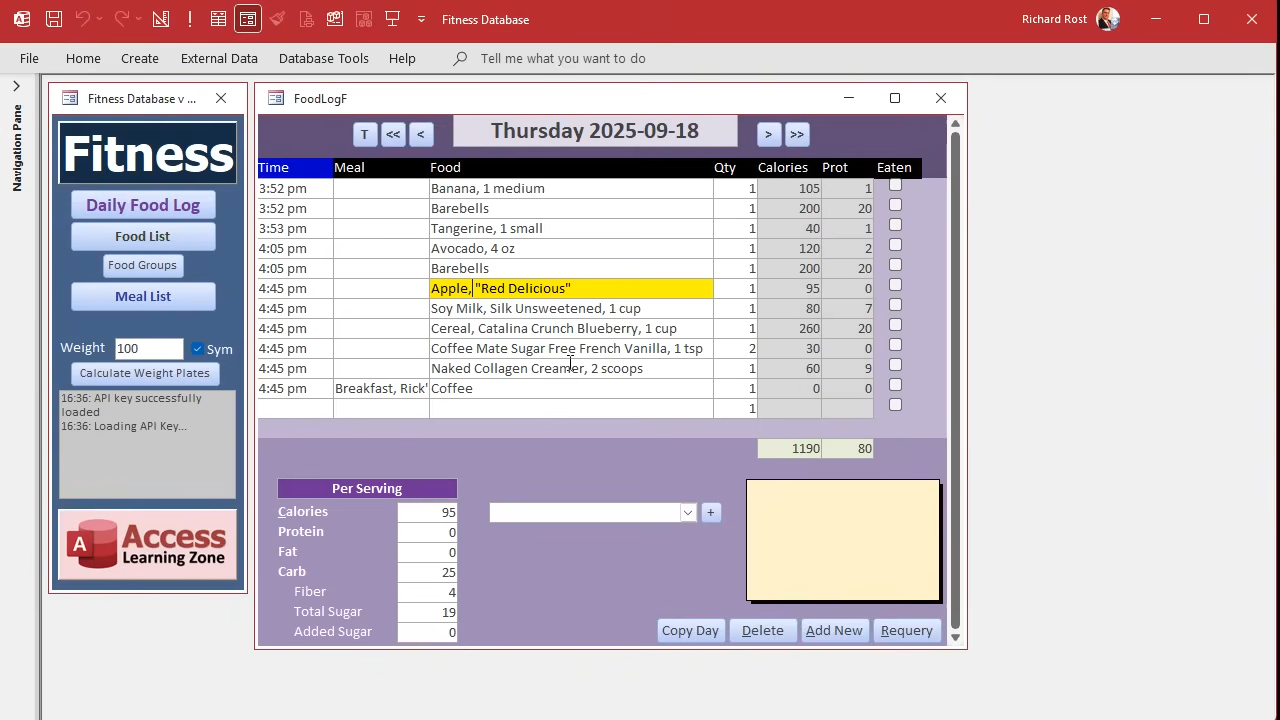 Fitness Database
Richard Rost
File Home Create External Data Database Tools Help Tell me what you want to do
Navigation Pane
Fitness Database v ...
Fitness
Daily Food Log
Food List
Food Groups
Meal List
Weight 100 Sym
Calculate Weight Plates
16:36: API key successfully
loaded
16:36: Loading API Key...
A Access
Learning Zone
FoodLogF
T << < Thursday 2025-09-18 > >>
Time Meal Food Qty Calories Prot Eaten
3:52 pm Banana, 1 medium 1 105 1
3:52 pm Barebells 1 200 20
3:53 pm Tangerine, 1 small 1 40 1
4:05 pm Avocado, 4 oz 1 120 2
4:05 pm Barebells 1 200 20
4:45 pm Apple, "Red Delicious" 1 95 0
4:45 pm Soy Milk, Silk Unsweetened, 1 cup 1 80 7
4:45 pm Cereal, Catalina Crunch Blueberry, 1 cup 1 260 20
4:45 pm Coffee Mate Sugar Free French Vanilla, 1 tsp 2 30 0
4:45 pm Naked Collagen Creamer, 2 scoops 1 60 9
4:45 pm Breakfast, Rick' Coffee 1 0 0
1
1190 80
Per Serving
Calories 95
Protein 0
Fat 0
Carb 25
Fiber 4
Total Sugar 19
Added Sugar 0
+
Copy Day Delete Add New Requery